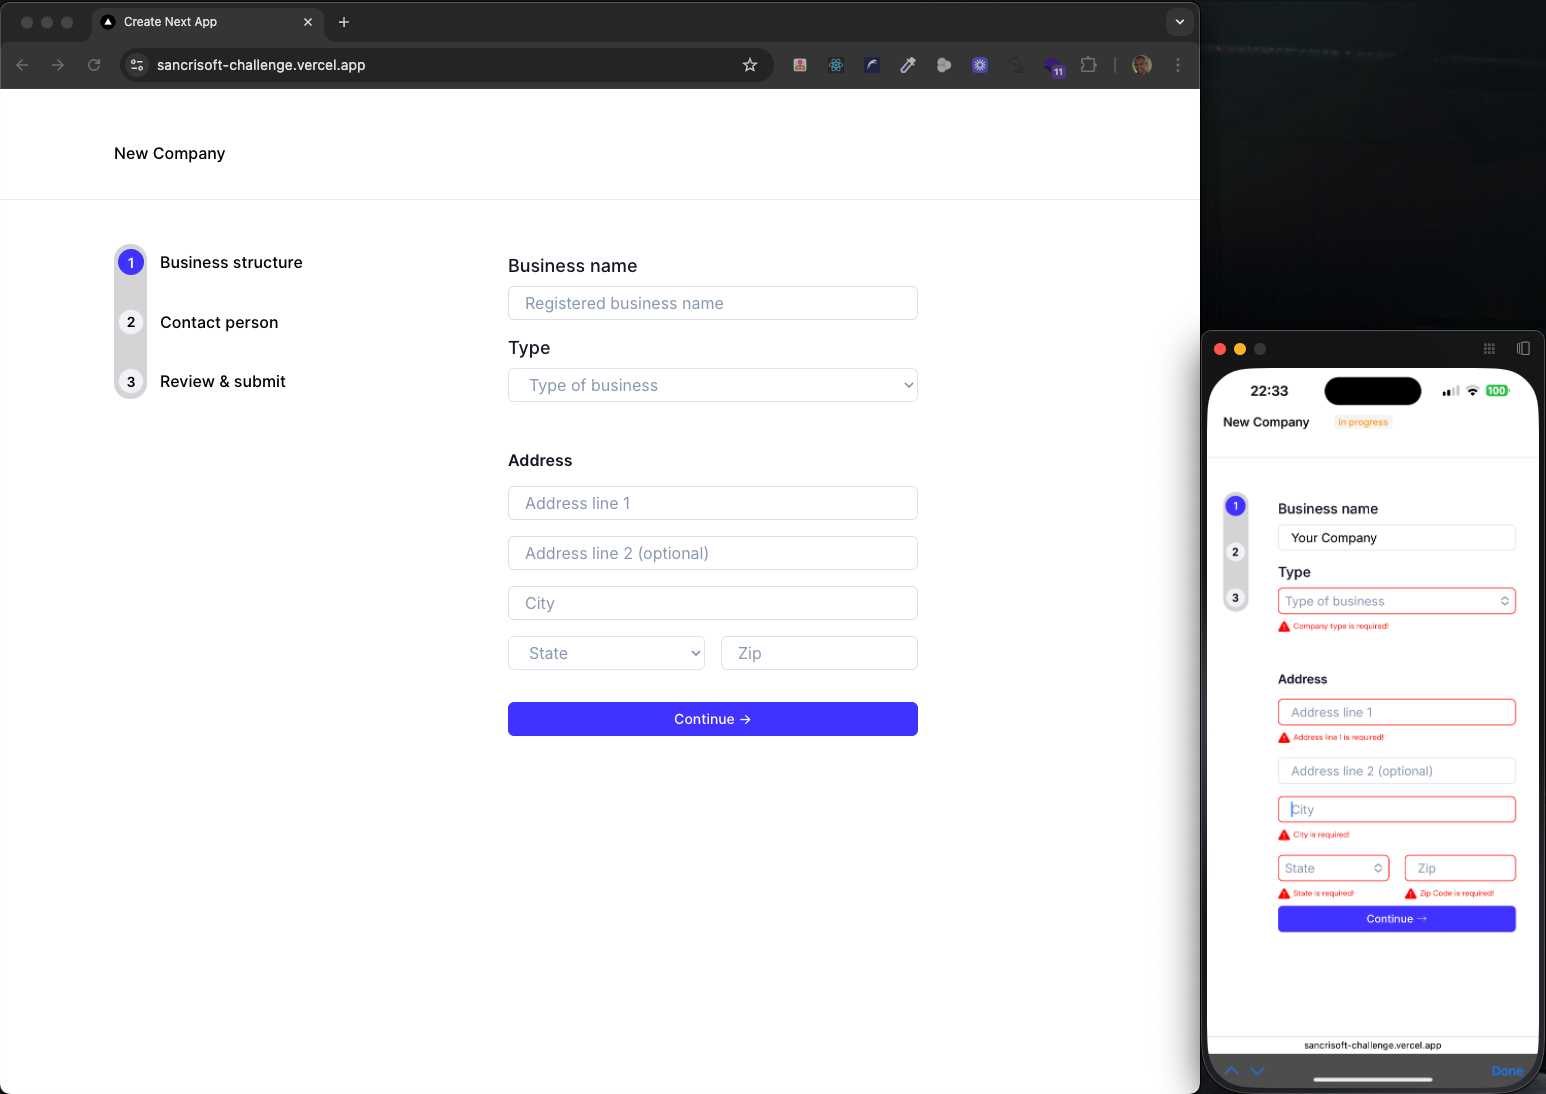 Create Next App
sancrisoft-challenge.vercel.app
11
New Company
1 Business structure
2 Contact person
3 Review & submit
Business name
Registered business name
Type
Type of business
Address
Address line 1
Address line 2 (optional)
City
State Zip
Continue →
22:33 100
New Company in progress
1
2
3
Business name
Your Company
Type
Type of business
Company type is required!
Address
Address line 1
Address line 1 is required!
Address line 2 (optional)
City
City is required!
State Zip
State is required! Zip Code is required!
Continue →
sancrisoft-challenge.vercel.app
Done